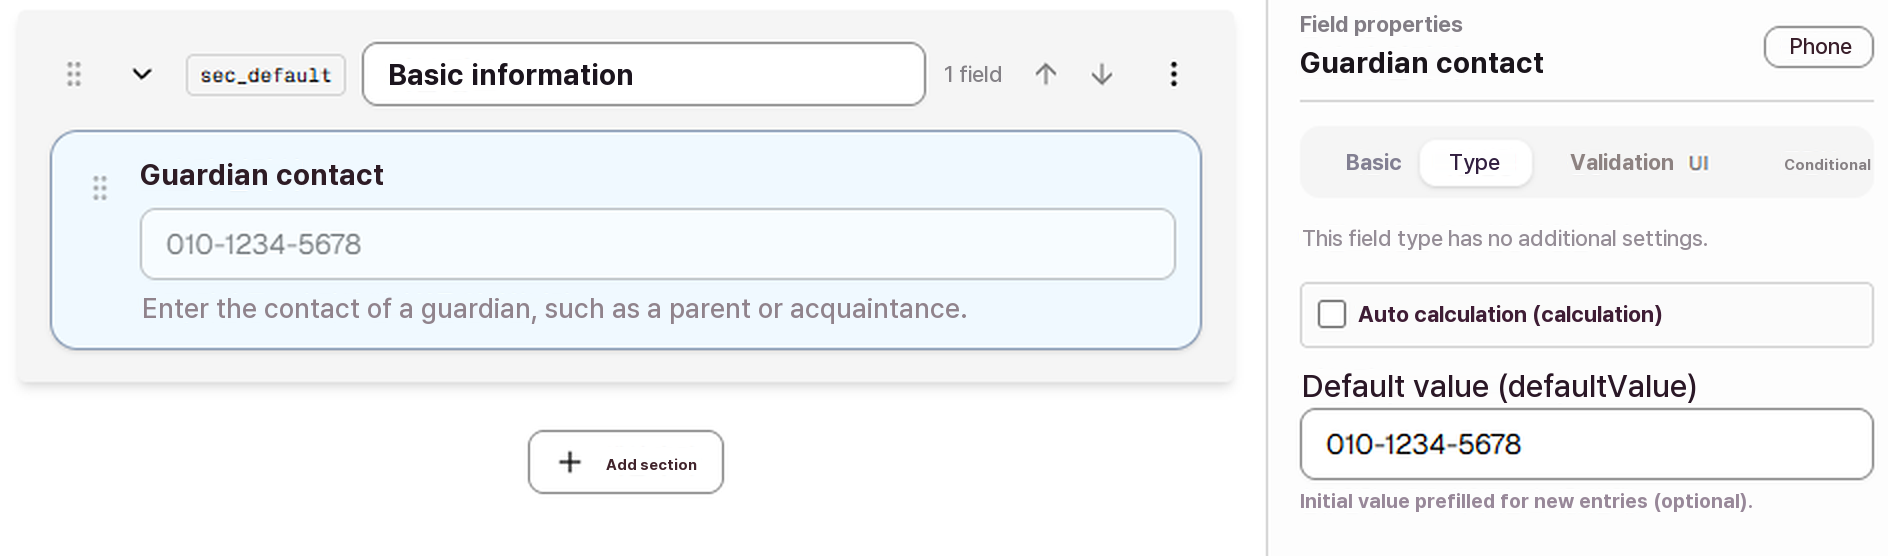 sec_default
Basic information
1 field
Guardian contact
010-1234-5678
Enter the contact of a guardian, such as a parent or acquaintance.
Add section
Field properties
Guardian contact
Phone
Basic
Type
Validation
UI
Conditional
This field type has no additional settings.
Auto calculation (calculation)
Default value (defaultValue)
010-1234-5678
Initial value prefilled for new entries (optional).